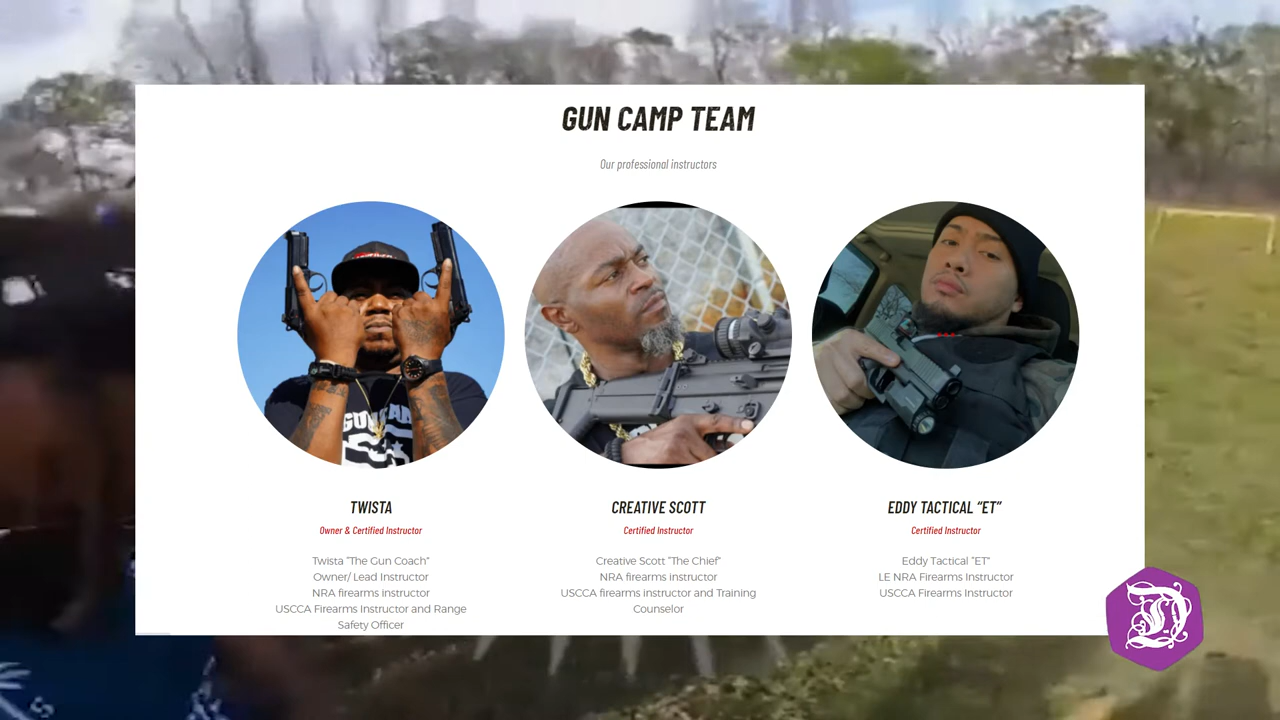 GUN CAMP TEAM
Our professional instructors
TWISTA
Owner & Certified Instructor
Twista "The Gun Coach"
Owner/ Lead Instructor
NRA firearms instructor
USCCA Firearms Instructor and Range
Safety Officer
CREATIVE SCOTT
Certified Instructor
Creative Scott "The Chief"
NRA firearms instructor
USCCA firearms instructor and Training
Counselor
EDDY TACTICAL "ET"
Certified Instructor
Eddy Tactical "ET"
LE NRA Firearms Instructor
USCCA Firearms Instructor